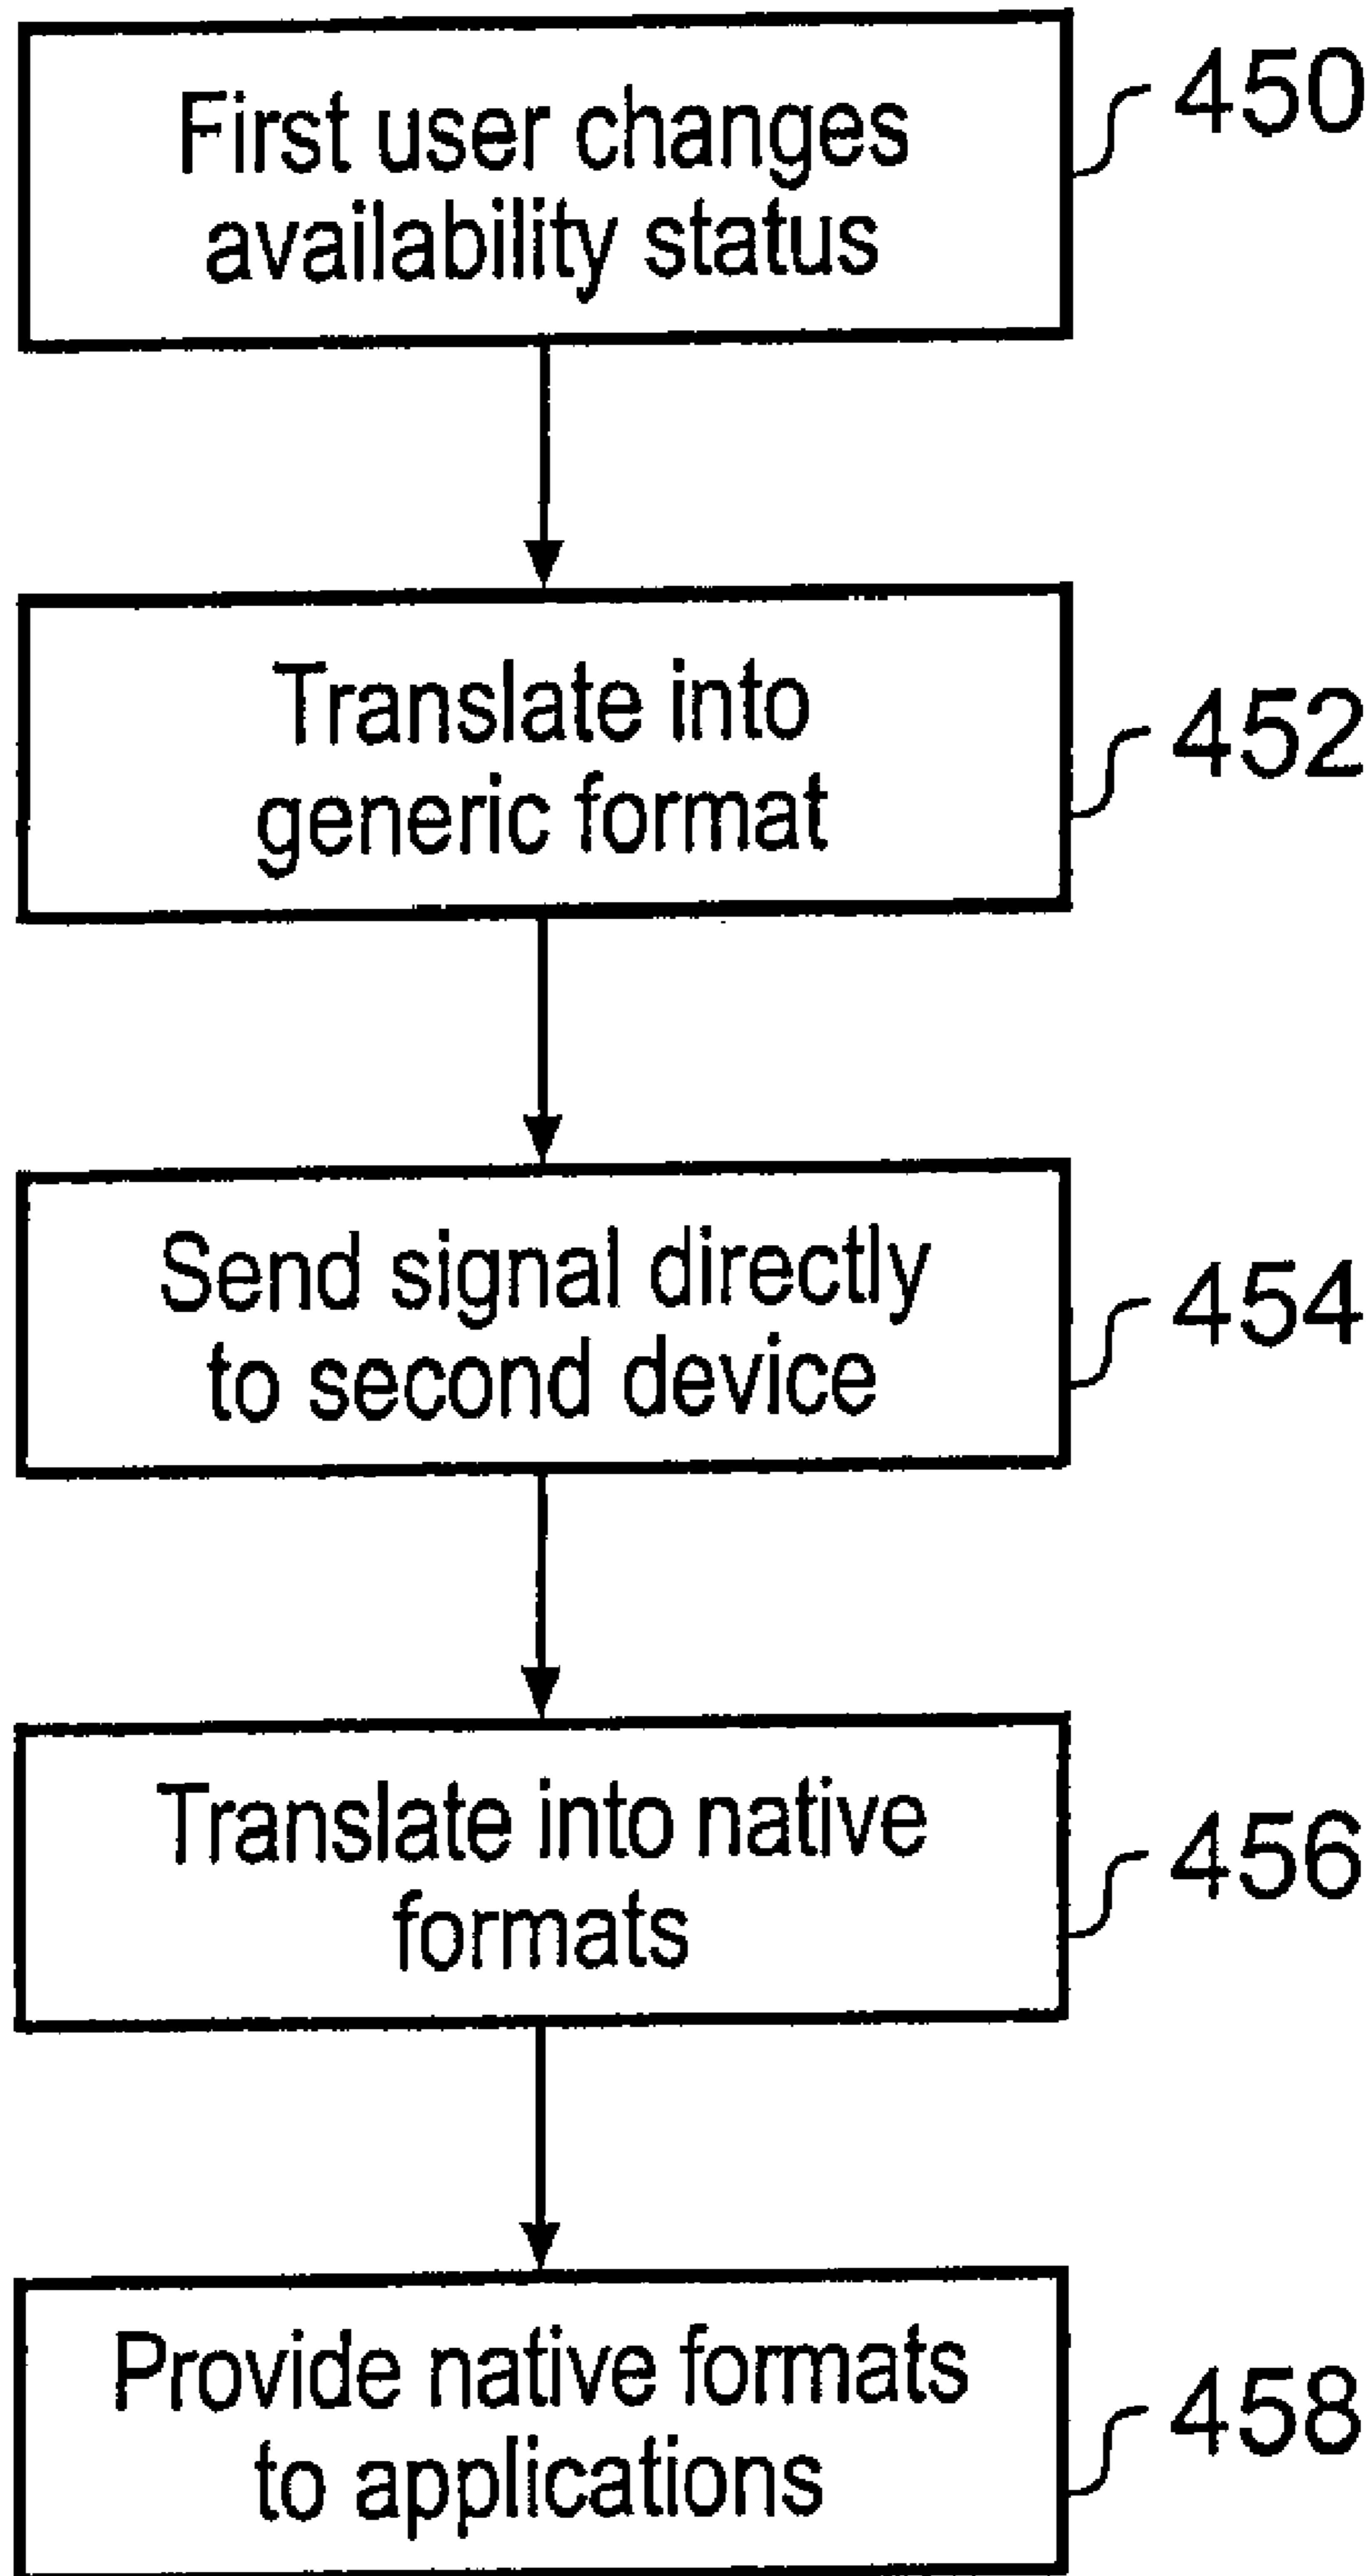 First user changes
availability status
450
Translate into
generic format
452
Send signal directly
to second device
454
Translate into native
formats
456
Provide native formats
to applications
458